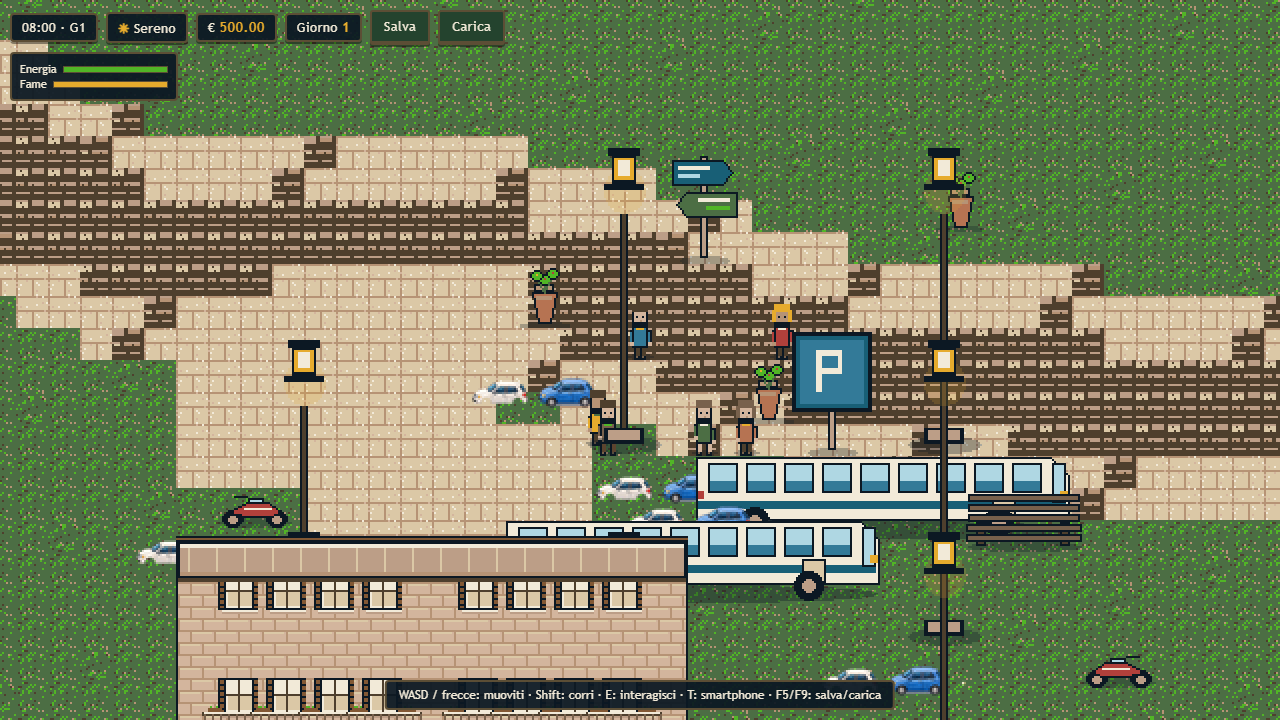 08:00 · G1
Sereno
€ 500.00
Giorno 1
Salva
Carica
Energia
Fame
P
WASD / frecce: muoviti · Shift: corri · E: interagisci · T: smartphone · F5/F9: salva/carica